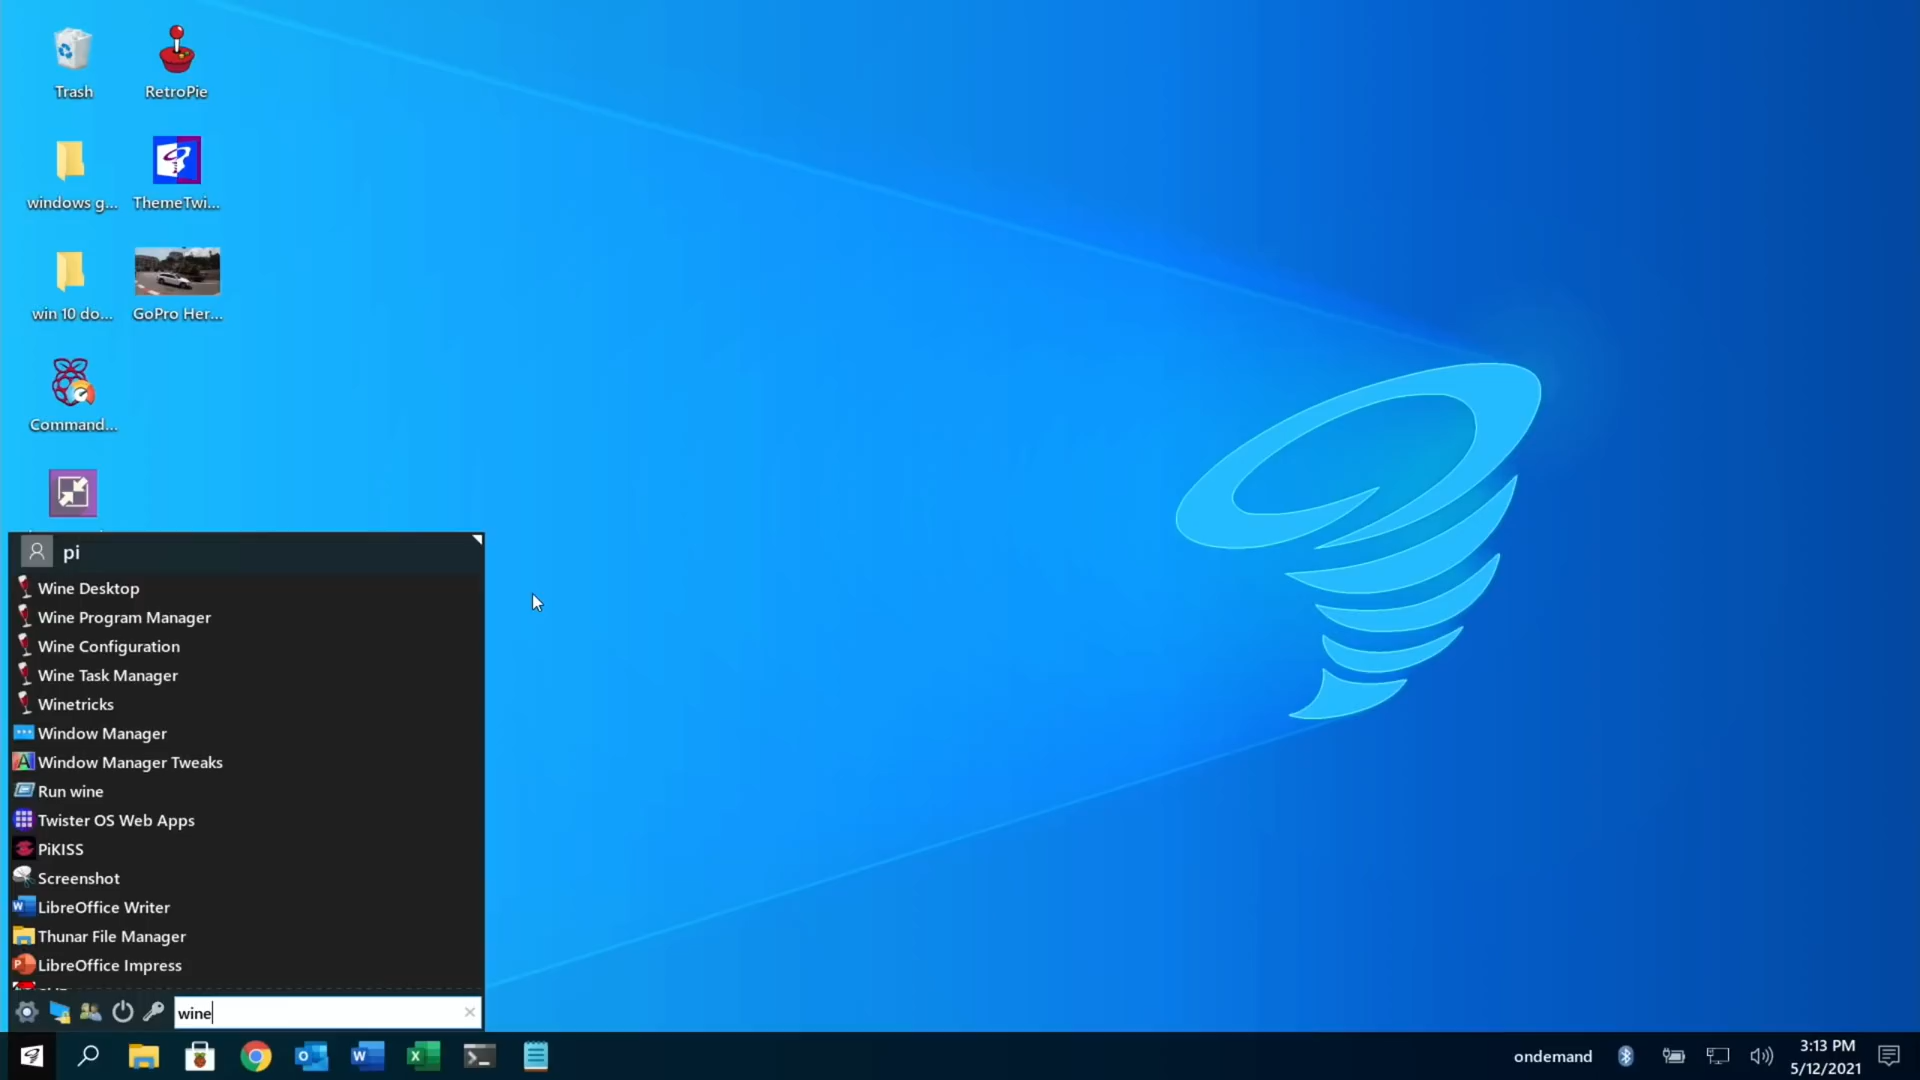 Trash
RetroPie
windows g...
ThemeTwi...
win 10 do...
GoPro Her...
Command...
pi
Wine Desktop
Wine Program Manager
Wine Configuration
Wine Task Manager
Winetricks
Window Manager
Window Manager Tweaks
Run wine
Twister OS Web Apps
PiKISS
Screenshot
LibreOffice Writer
Thunar File Manager
LibreOffice Impress
wine
ondemand
3:13 PM
5/12/2021